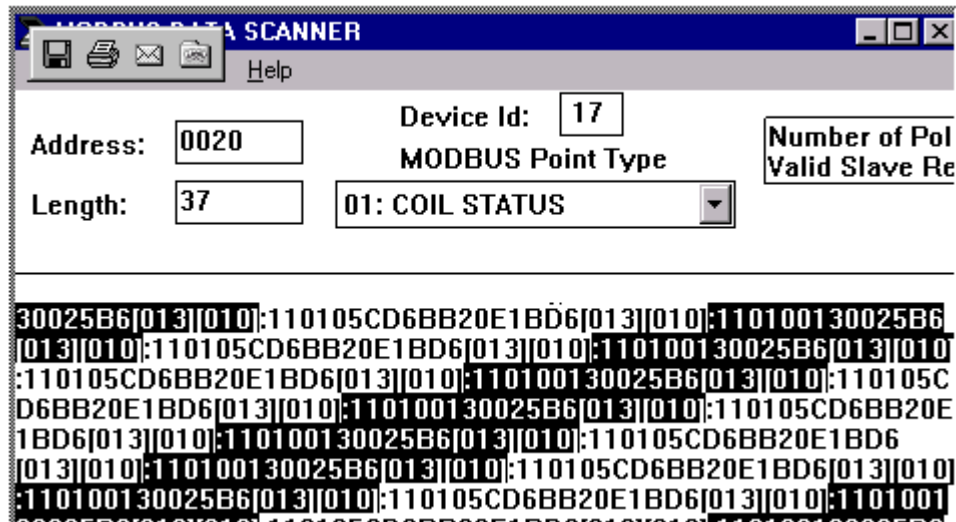 SCANNER
Help
Device Id: 17
Address: 0020
MODBUS Point Type
Number of Pol
Valid Slave Re
Length: 37
01: COIL STATUS
30025B6[013][010]:110105CD6BB20E1BD6[013][010]:110100130025B6
[013][010]:110105CD6BB20E1BD6[013][010]:110100130025B6[013][010]
:110105CD6BB20E1BD6[013][010]:110100130025B6[013][010]:110105C
D6BB20E1BD6[013][010]:110100130025B6[013][010]:110105CD6BB20E
1BD6[013][010]:110100130025B6[013][010]:110105CD6BB20E1BD6
[013][010]:110100130025B6[013][010]:110105CD6BB20E1BD6[013][010]
:110100130025B6[013][010]:110105CD6BB20E1BD6[013][010]:1101001